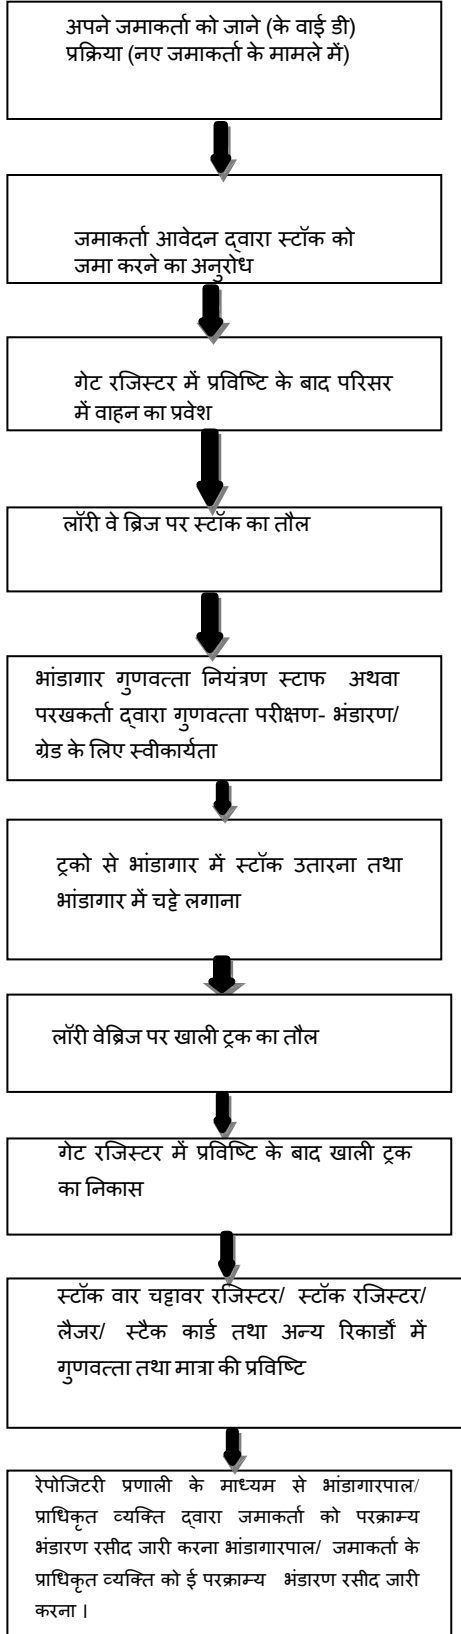 अपने जमाकर्ता को जाने (के वाई डी)
प्रक्रिया (नए जमाकर्ता के मामले में)
जमाकर्ता आवेदन द्वारा स्टॉक को
जमा करने का अनुरोध
गेट रजिस्टर में प्रविष्टि के बाद परिसर
में वाहन का प्रवेश
लॉरी वे ब्रिज पर स्टॉक का तौल
भांडागार गुणवत्ता नियंत्रण स्टाफ अथवा
परखकर्ता द्वारा गुणवत्ता परीक्षण- भंडारण/
ग्रेड के लिए स्वीकार्यता
ट्रको से भांडागार में स्टॉक उतारना तथा
भांडागार में चट्टे लगाना
लॉरी वेब्रिज पर खाली ट्रक का तौल
गेट रजिस्टर में प्रविष्टि के बाद खाली ट्रक
का निकास
स्टॉक वार चट्टावर रजिस्टर/ स्टॉक रजिस्टर/
लैजर/ स्टैक कार्ड तथा अन्य रिकार्डों में
गुणवत्ता तथा मात्रा की प्रविष्टि
रेपोजिटरी प्रणाली के माध्यम से भांडागारपाल/
प्राधिकृत व्यक्ति द्वारा जमाकर्ता को परक्राम्य
भंडारण रसीद जारी करना भांडागारपाल/ जमाकर्ता के
प्राधिकृत व्यक्ति को ई परक्राम्य भंडारण रसीद जारी
करना ।